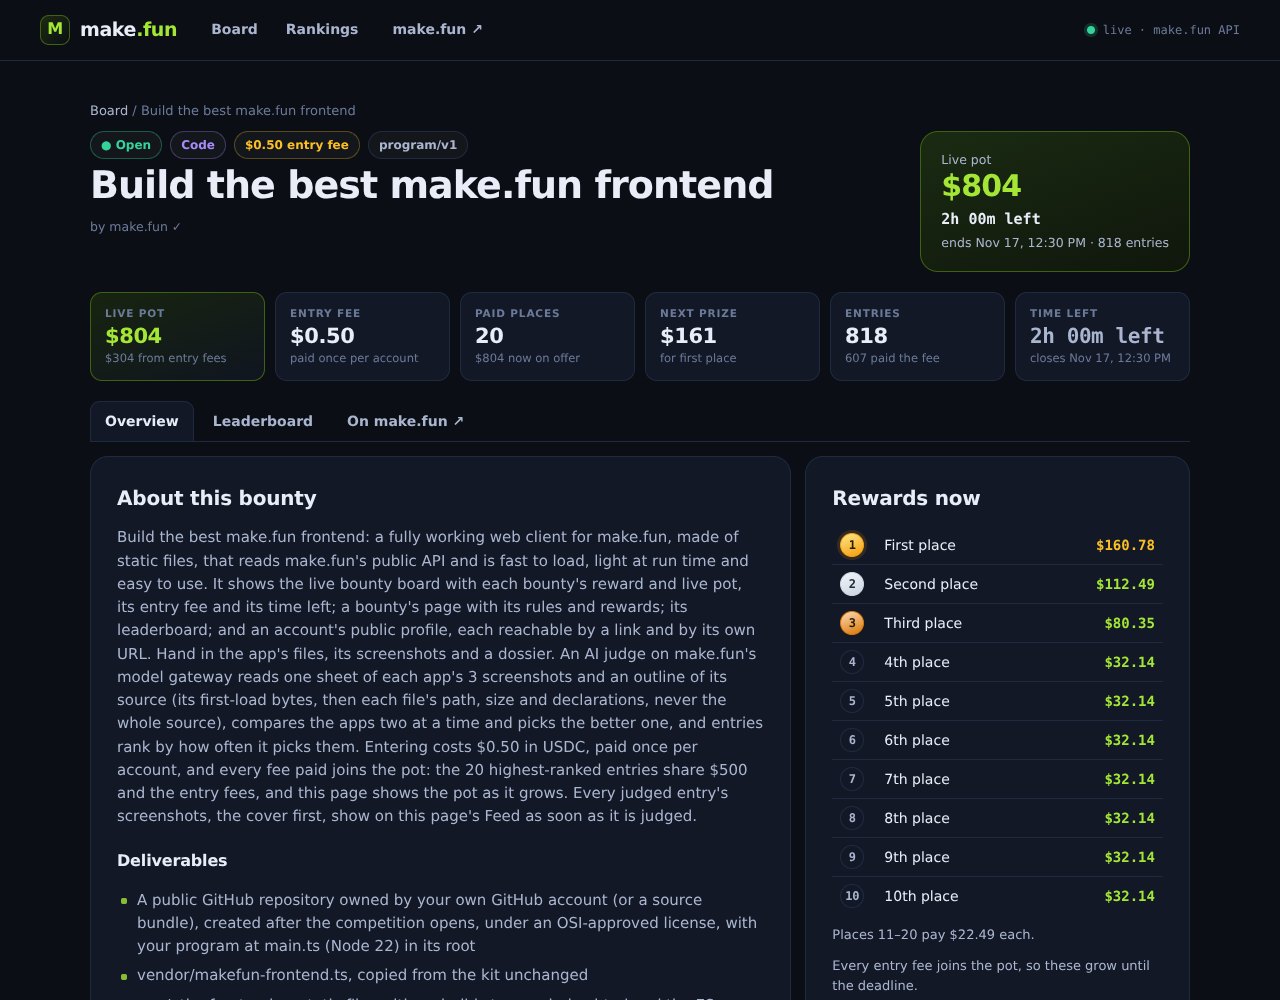 M make.fun Board Rankings make.fun ↗ live · make.fun API
Board / Build the best make.fun frontend
Open Code $0.50 entry fee program/v1
Build the best make.fun frontend
by make.fun ✓
Live pot
$804
2h 00m left
ends Nov 17, 12:30 PM · 818 entries
LIVE POT
$804
$304 from entry fees
ENTRY FEE
$0.50
paid once per account
PAID PLACES
20
$804 now on offer
NEXT PRIZE
$161
for first place
ENTRIES
818
607 paid the fee
TIME LEFT
2h 00m left
closes Nov 17, 12:30 PM
Overview Leaderboard On make.fun ↗
About this bounty
Build the best make.fun frontend: a fully working web client for make.fun, made of
static files, that reads make.fun's public API and is fast to load, light at run time and
easy to use. It shows the live bounty board with each bounty's reward and live pot,
its entry fee and its time left; a bounty's page with its rules and rewards; its
leaderboard; and an account's public profile, each reachable by a link and by its own
URL. Hand in the app's files, its screenshots and a dossier. An AI judge on make.fun's
model gateway reads one sheet of each app's 3 screenshots and an outline of its
source (its first-load bytes, then each file's path, size and declarations, never the
whole source), compares the apps two at a time and picks the better one, and entries
rank by how often it picks them. Entering costs $0.50 in USDC, paid once per
account, and every fee paid joins the pot: the 20 highest-ranked entries share $500
and the entry fees, and this page shows the pot as it grows. Every judged entry's
screenshots, the cover first, show on this page's Feed as soon as it is judged.
Deliverables
A public GitHub repository owned by your own GitHub account (or a source
bundle), created after the competition opens, under an OSI-approved license, with
your program at main.ts (Node 22) in its root
vendor/makefun-frontend.ts, copied from the kit unchanged
Rewards now
1 First place $160.78
2 Second place $112.49
3 Third place $80.35
4 4th place $32.14
5 5th place $32.14
6 6th place $32.14
7 7th place $32.14
8 8th place $32.14
9 9th place $32.14
10 10th place $32.14
Places 11–20 pay $22.49 each.
Every entry fee joins the pot, so these grow until
the deadline.